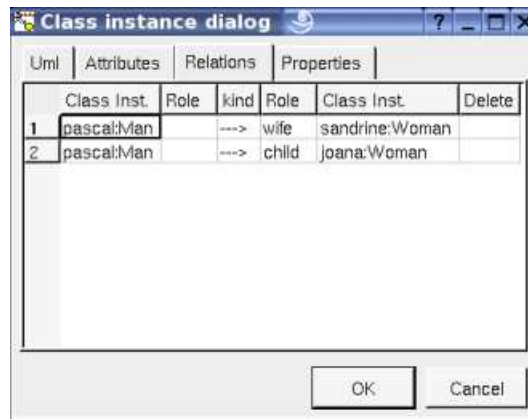 Class instance dialog ? _ □ ×
Uml Attributes Relations Properties
Class Inst. Role kind Role Class Inst. Delete
1 pascal:Man ---> wife sandrine:Woman
2 pascal:Man ---> child joana:Woman
OK Cancel